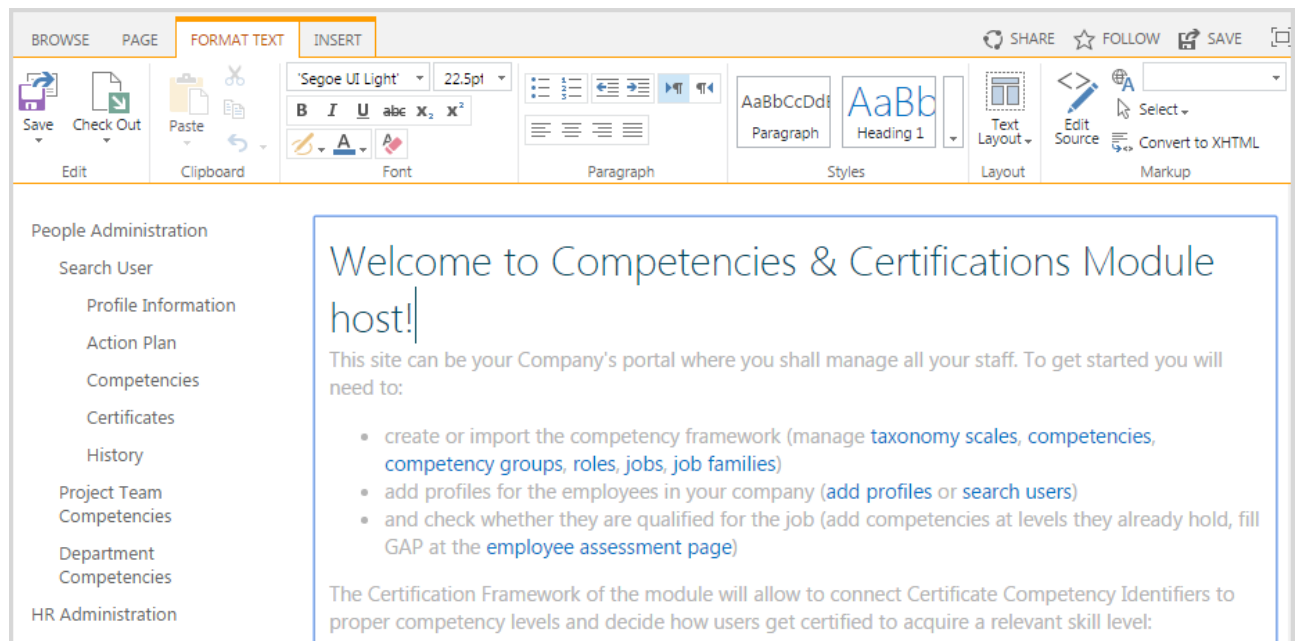 BROWSE PAGE FORMAT TEXT INSERT SHARE FOLLOW SAVE
'Segoe UI Light' 22.5pt
B I U abc X₂ X²
A
Save Check Out Paste
AaBbCcDdE AaBb
Paragraph Heading 1
Text Layout
Edit Source
A
Select
Convert to XHTML
Edit Clipboard Font Paragraph Styles Layout Markup
People Administration
Search User
Profile Information
Action Plan
Competencies
Certificates
History
Project Team
Competencies
Department
Competencies
HR Administration
Welcome to Competencies & Certifications Module
host!
This site can be your Company's portal where you shall manage all your staff. To get started you will
need to:
• create or import the competency framework (manage taxonomy scales, competencies,
competency groups, roles, jobs, job families)
• add profiles for the employees in your company (add profiles or search users)
• and check whether they are qualified for the job (add competencies at levels they already hold, fill
GAP at the employee assessment page)
The Certification Framework of the module will allow to connect Certificate Competency Identifiers to
proper competency levels and decide how users get certified to acquire a relevant skill level: